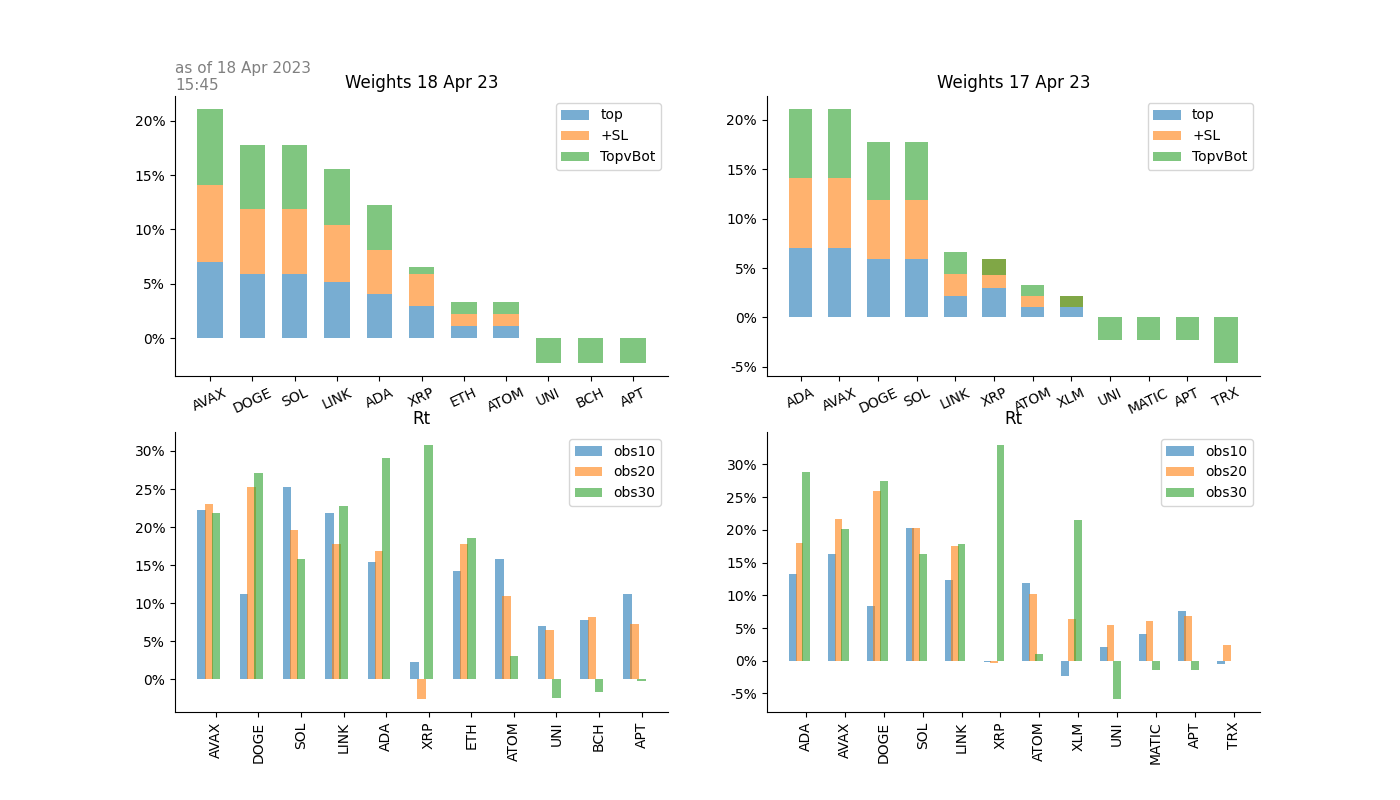 as of 18 Apr 2023
15:45
Weights 18 Apr 23
20%
15%
10%
5%
0%
top
+SL
TopvBot
AVAX DOGE SOL LINK ADA XRP ETH ATOM UNI BCH APT
Weights 17 Apr 23
20%
15%
10%
5%
0%
-5%
top
+SL
TopvBot
ADA AVAX DOGE SOL LINK XRP ATOM XLM UNI MATIC APT TRX
Rt
30%
25%
20%
15%
10%
5%
0%
obs10
obs20
obs30
AVAX DOGE SOL LINK ADA XRP ETH ATOM UNI BCH APT
Rt
30%
25%
20%
15%
10%
5%
0%
-5%
obs10
obs20
obs30
ADA AVAX DOGE SOL LINK XRP ATOM XLM UNI MATIC APT TRX